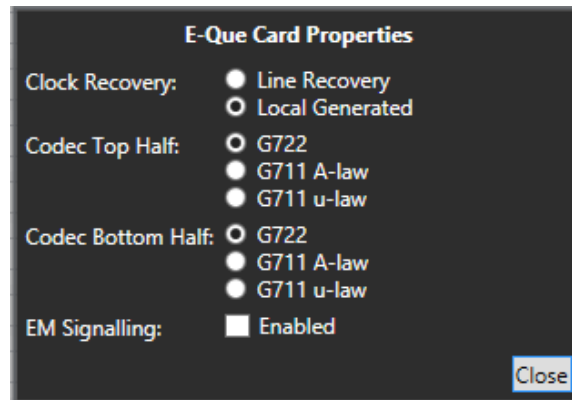 E-Que Card Properties
Clock Recovery: Line Recovery
Local Generated
Codec Top Half: G722
G711 A-law
G711 u-law
Codec Bottom Half: G722
G711 A-law
G711 u-law
EM Signalling: Enabled
Close